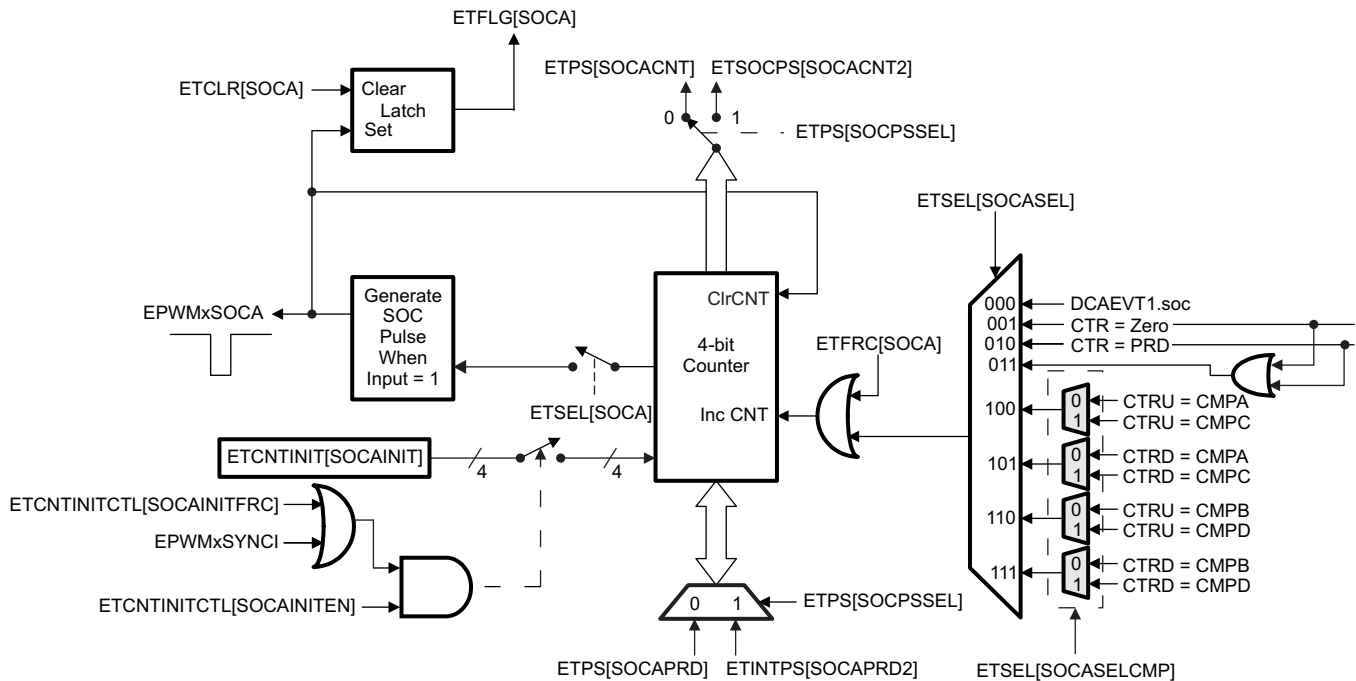 ETFLG[SOCA]
ETCLR[SOCA]
Clear
Latch
Set
ETPS[SOCACNT]
ETSOCPS[SOCACNT2]
0
1
ETPS[SOCPSSEL]
ETSEL[SOCASEL]
EPWMxSOCA
Generate
SOC
Pulse
When
Input = 1
ETSEL[SOCA]
ClrCNT
4-bit
Counter
Inc CNT
ETFRC[SOCA]
000
DCAEVT1.soc
001
CTR = Zero
010
CTR = PRD
011
100
0
CTRU = CMPA
1
CTRU = CMPC
101
0
CTRD = CMPA
1
CTRD = CMPC
110
0
CTRU = CMPB
1
CTRU = CMPD
111
0
CTRD = CMPB
1
CTRD = CMPD
ETSEL[SOCASELCMP]
ETCNTINIT[SOCAINIT]
4
4
ETCNTINITCTL[SOCAINITFRC]
EPWMxSYNCI
ETCNTINITCTL[SOCAINITEN]
0
1
ETPS[SOCPSSEL]
ETPS[SOCAPRD]
ETINTPS[SOCAPRD2]